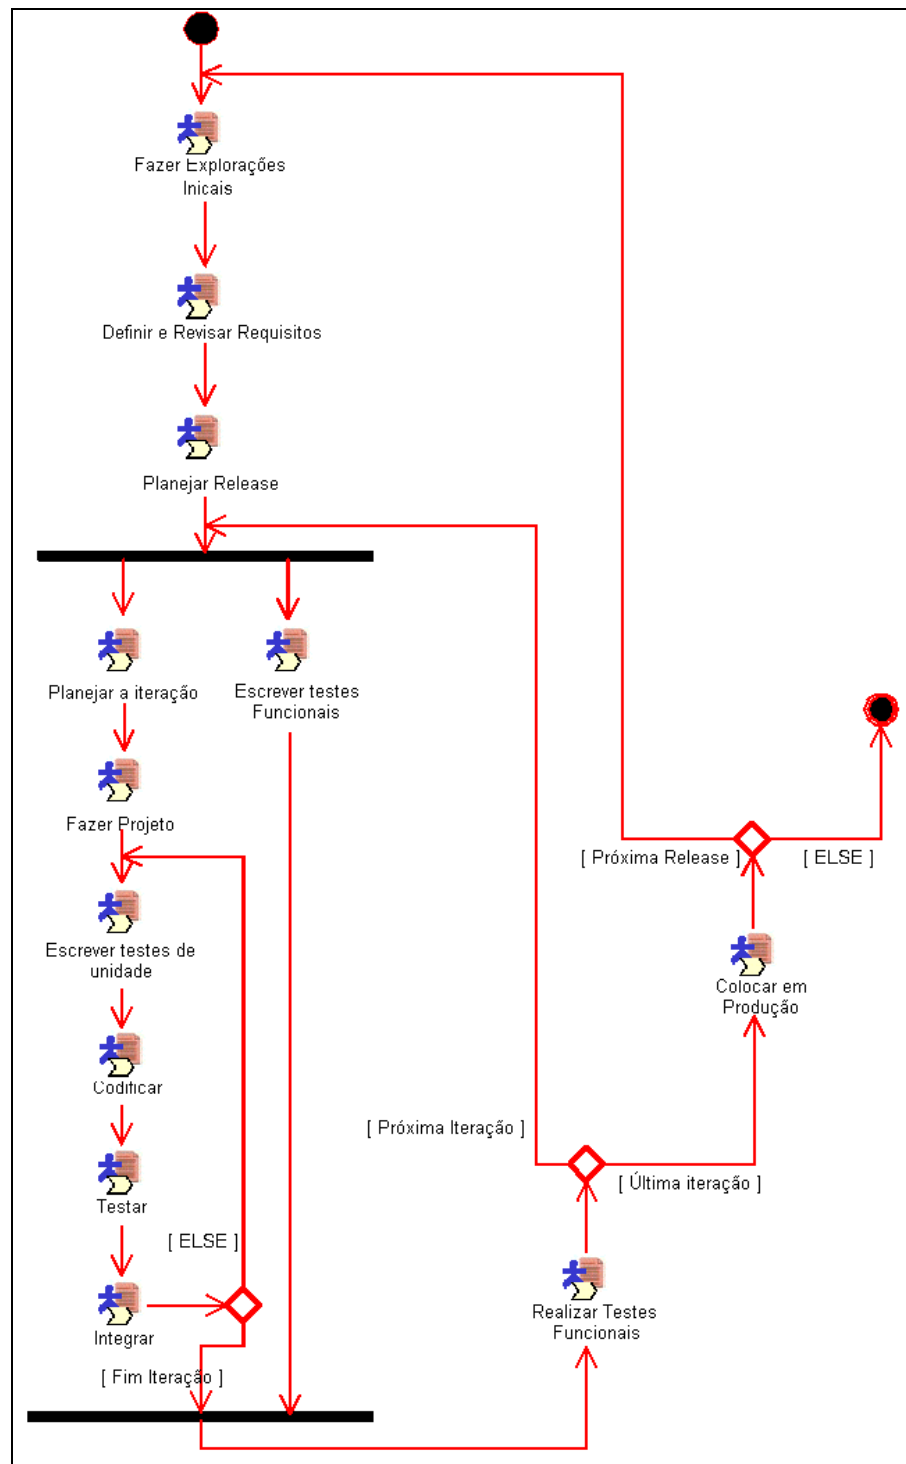 Fazer Explorações
Inicais
Definir e Revisar Requisitos
Planejar Release
Planejar a iteração
Escrever testes
Funcionais
Fazer Projeto
[ Próxima Release ]
[ ELSE ]
Escrever testes de
unidade
Colocar em
Produção
Codificar
[ Próxima Iteração ]
[ Última iteração ]
Testar
[ ELSE ]
Realizar Testes
Funcionais
Integrar
[ Fim Iteração ]